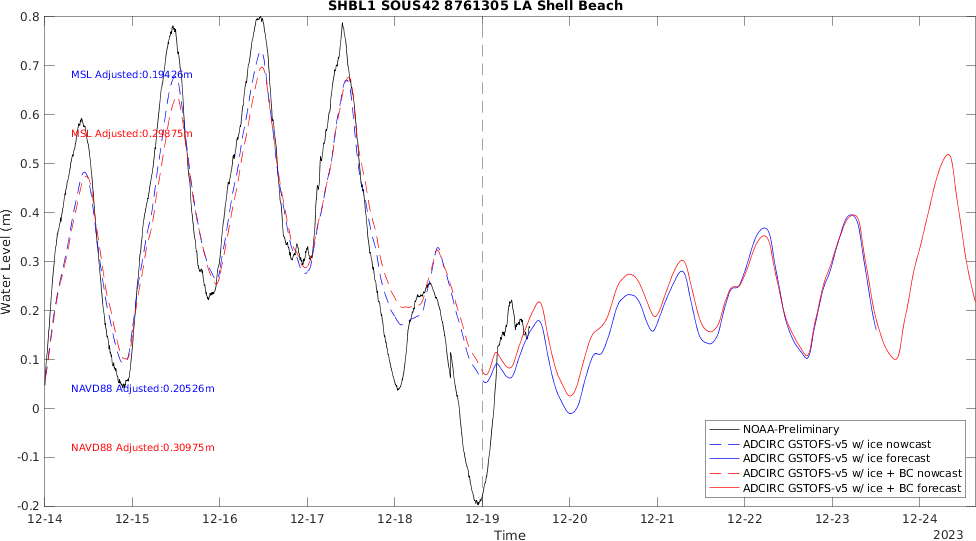 SHBL1 SOUS42 8761305 LA Shell Beach
0.8
0.7
0.6
0.5
0.4
0.3
0.2
0.1
0
-0.1
-0.2
Water Level (m)
MSL Adjusted:0.19426m
MSL Adjusted:0.29875m
NAVD88 Adjusted:0.20526m
NAVD88 Adjusted:0.30975m
NOAA-Preliminary
ADCIRC GSTOFS-v5 w/ ice nowcast
ADCIRC GSTOFS-v5 w/ ice forecast
ADCIRC GSTOFS-v5 w/ ice + BC nowcast
ADCIRC GSTOFS-v5 w/ ice + BC forecast
12-14 12-15 12-16 12-17 12-18 12-19 12-20 12-21 12-22 12-23 12-24
Time
2023